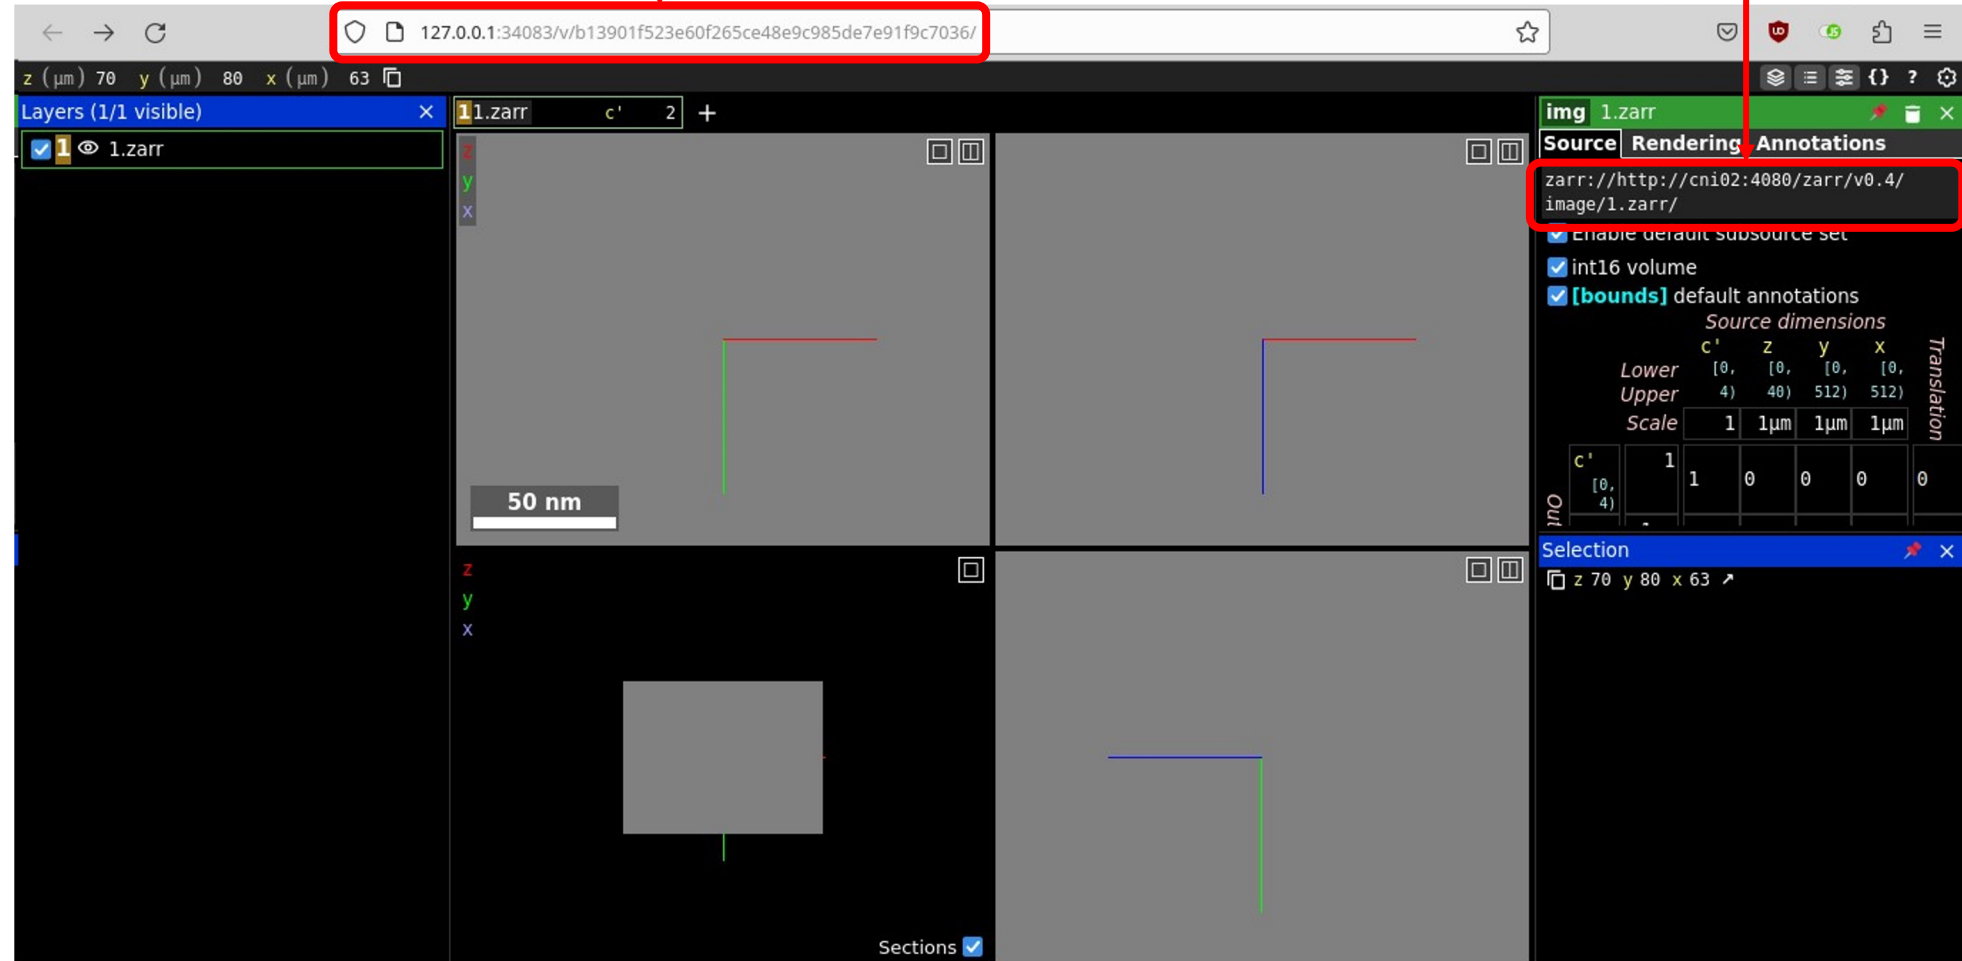 127.0.0.1:34083/v/b13901f523e60f265ce48e9c985de7e91f9c7036/
z (μm) 70 y (μm) 80 x (μm) 63
{} ?
Layers (1/1 visible)
1 1.zarr
1 1.zarr c' 2 +
z
y
x
50 nm
z
y
x
Sections
img 1.zarr
Source Rendering Annotations
zarr://http://cni02:4080/zarr/v0.4/
image/1.zarr/
Enable default subsource set
int16 volume
[bounds] default annotations
Source dimensions
c' z y x
Lower [0, [0, [0, [0,
Upper 4) 40) 512) 512)
Scale 1 1μm 1μm 1μm
Translation
c' 1 1 0 0 0 0
[0,
4)
Out
Selection
z 70 y 80 x 63